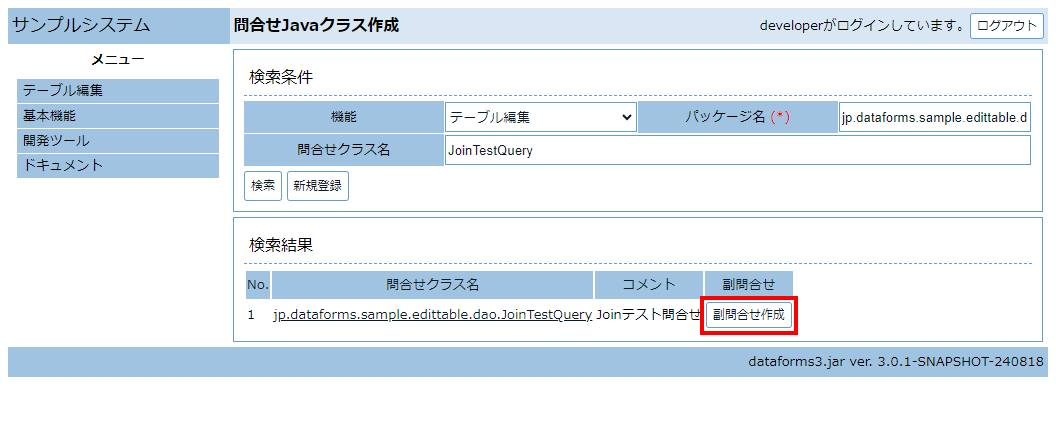 サンプルシステム
問合せJavaクラス作成
developerがログインしています。 ログアウト
メニュー
テーブル編集
基本機能
開発ツール
ドキュメント
検索条件
機能 テーブル編集 パッケージ名 (*) jp.dataforms.sample.edittable.d
問合せクラス名 JoinTestQuery
検索 新規登録
検索結果
No. 問合せクラス名 コメント 副問合せ
1 jp.dataforms.sample.edittable.dao.JoinTestQuery Joinテスト問合せ 副問合せ作成
dataforms3.jar ver. 3.0.1-SNAPSHOT-240818